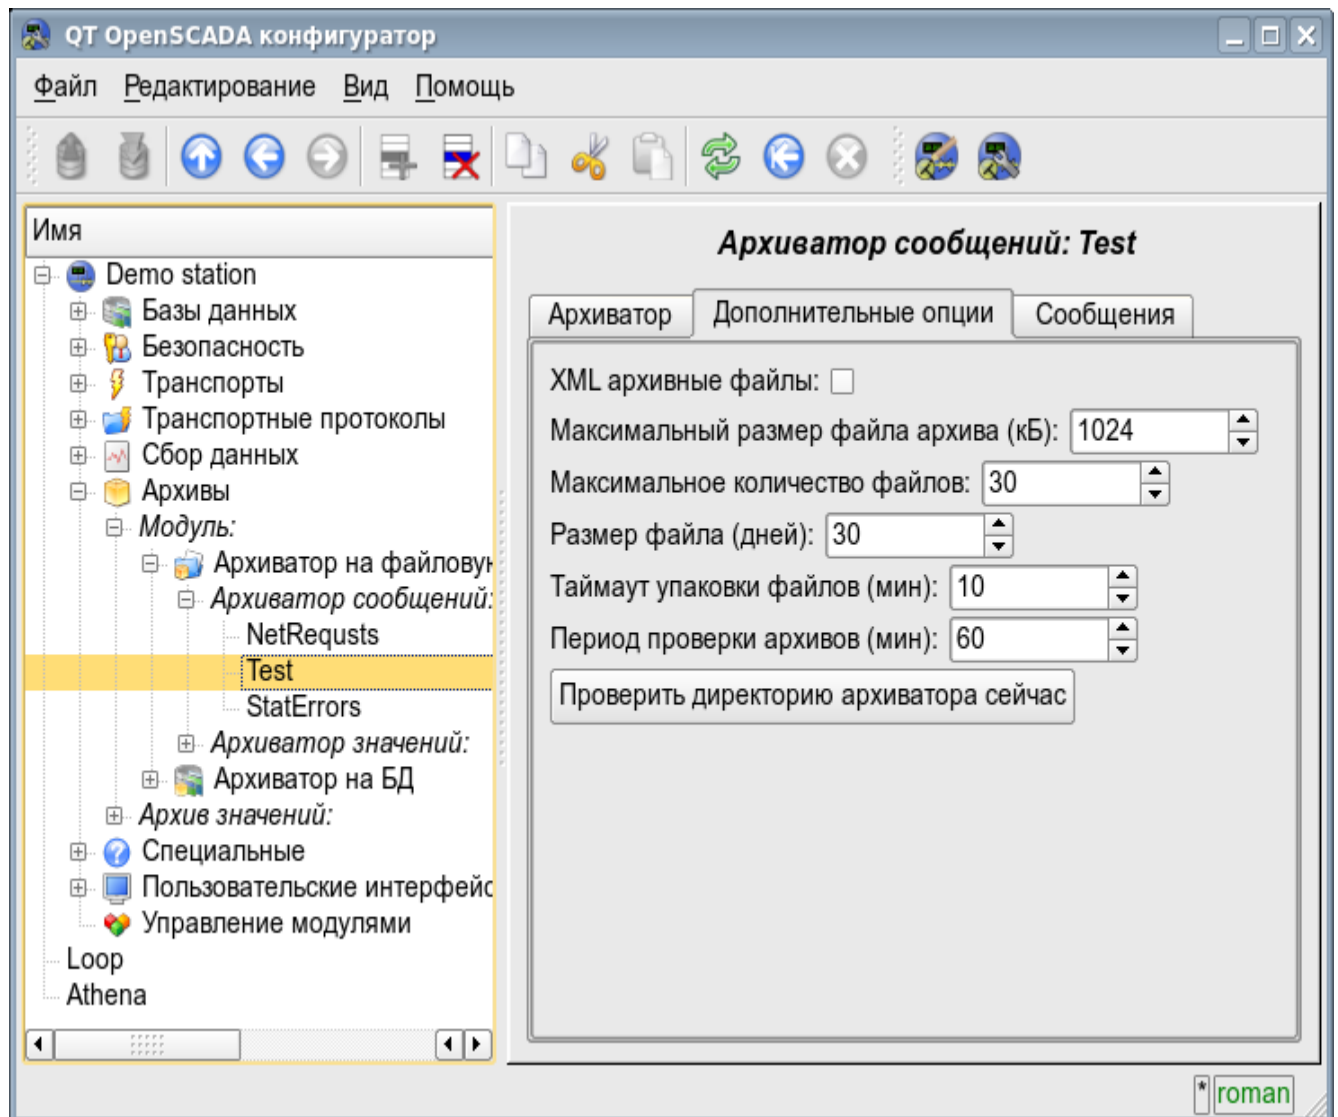 QT OpenSCADA конфигуратор
Файл Редактирование Вид Помощь
Имя
Demo station
Базы данных
Безопасность
Транспорты
Транспортные протоколы
Сбор данных
Архивы
Модуль:
Архиватор на файловую
Архиватор сообщений:
NetRequsts
Test
StatErrors
Архиватор значений:
Архиватор на БД
Архив значений:
Специальные
Пользовательские интерфейс
Управление модулями
Loop
Athena
Архиватор сообщений: Test
Архиватор Дополнительные опции Сообщения
XML архивные файлы:
Максимальный размер файла архива (кБ): 1024
Максимальное количество файлов: 30
Размер файла (дней): 30
Таймаут упаковки файлов (мин): 10
Период проверки архивов (мин): 60
Проверить директорию архиватора сейчас
* roman